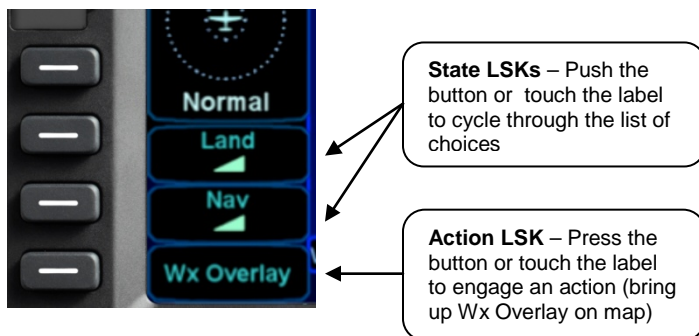 Normal
Land
Nav
Wx Overlay
State LSKs – Push the
button or touch the label
to cycle through the list of
choices
Action LSK – Press the
button or touch the label
to engage an action (bring
up Wx Overlay on map)